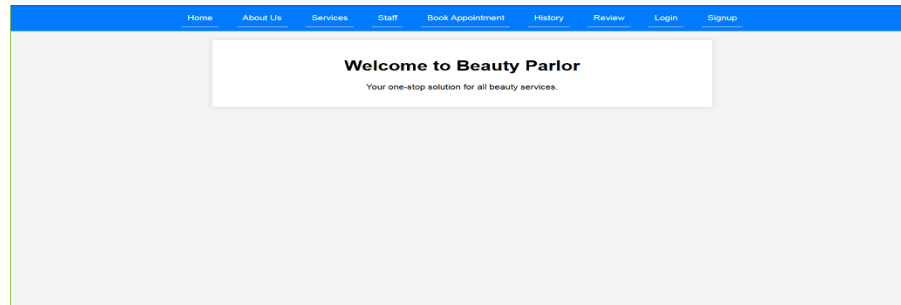 Home About Us Services Staff Book Appointment History Review Login Signup
Welcome to Beauty Parlor
Your one-stop solution for all beauty services.